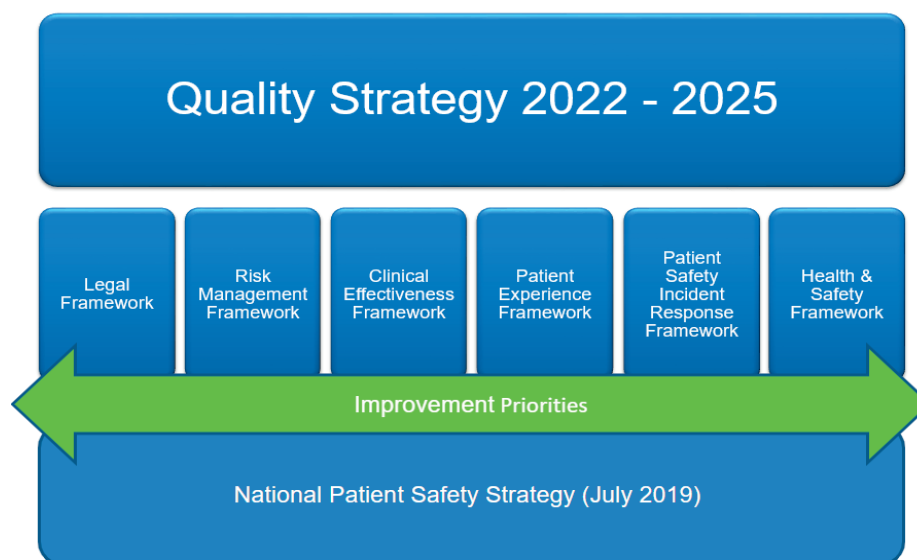 Quality Strategy 2022 - 2025
Legal
Framework
Risk
Management
Framework
Clinical
Effectiveness
Framework
Patient
Experience
Framework
Patient
Safety
Incident
Response
Framework
Health &
Safety
Framework
Improvement Priorities
National Patient Safety Strategy (July 2019)